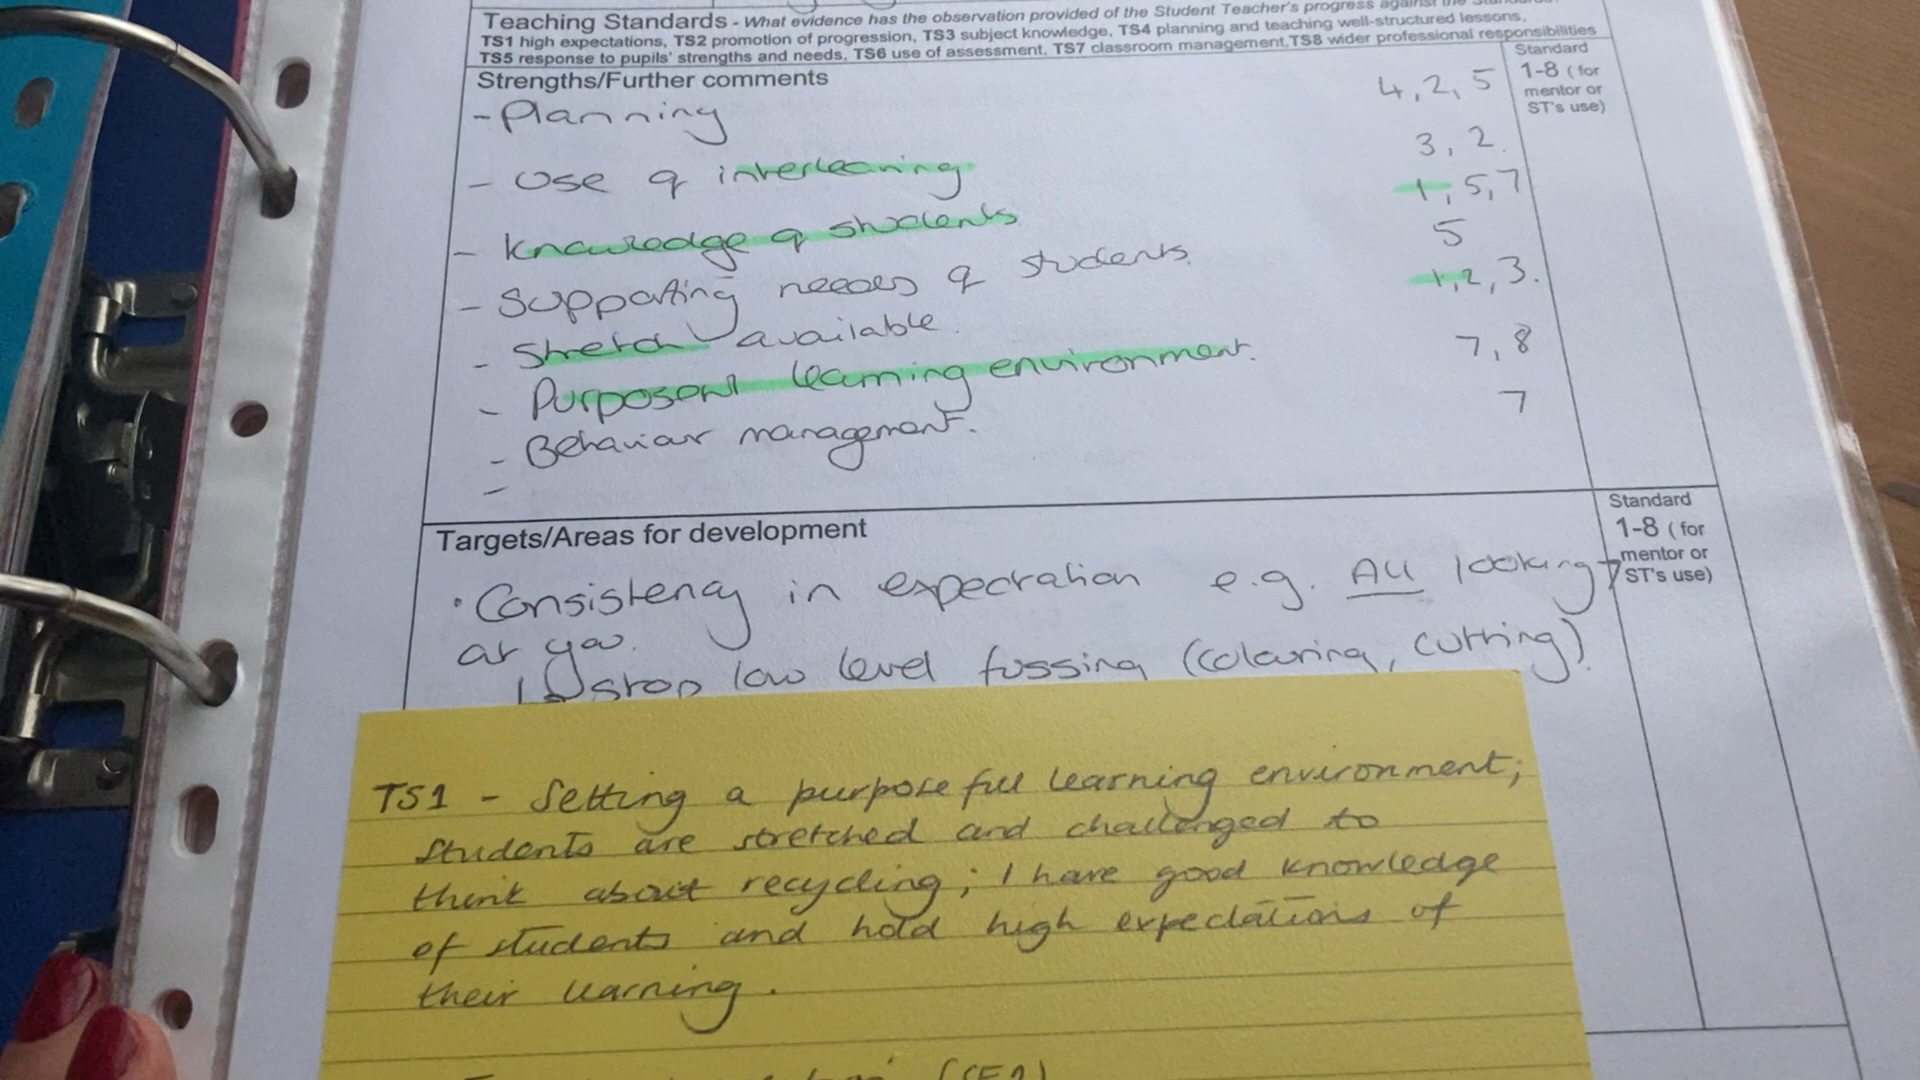 Teaching Standards - What evidence has the observation provided of the Student Teacher's progress against the Standards.
TS1 high expectations, TS2 promotion of progression, TS3 subject knowledge, TS4 planning and teaching well-structured lessons,
TS5 response to pupils' strengths and needs, TS6 use of assessment, TS7 classroom management, TS8 wider professional responsibilities
Strengths/Further comments
Standard
1-8 ( for
mentor or
ST's use)
- Planning 4, 2, 5
- Use of interleaving 3, 2.
- Knowledge of students 1, 5, 7
- Supporting needs of students. 5
- Stretch available. 1, 2, 3.
- Purposeful learning environment. 7, 8
- Behaviour management. 7
-
Targets/Areas for development
Standard
1-8 ( for
mentor or
ST's use)
· Consistency in expectation e.g. ALL looking 7
at you.
↳ stop low level fussing (colouring, cutting).
TS1 - Setting a purposefull learning environment;
students are stretched and challenged to
think about recycling; I have good knowledge
of students and hold high expectations of
their learning.